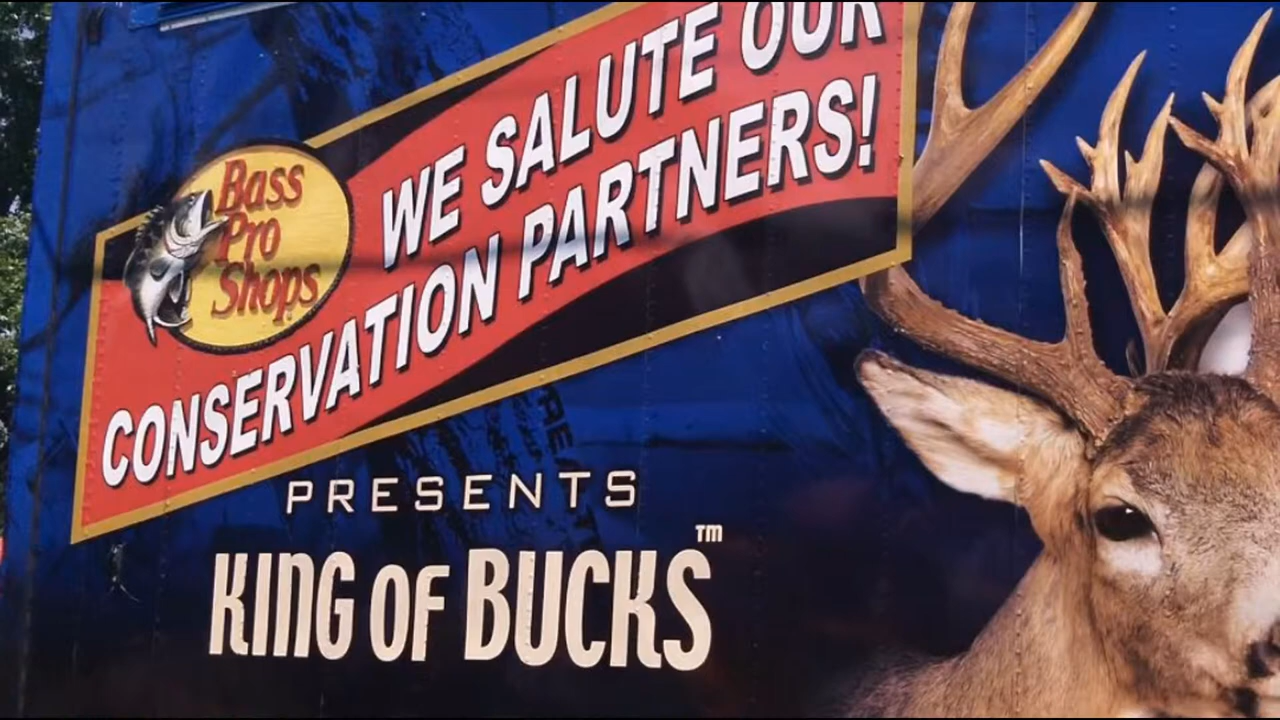 Bass
Pro
Shops
WE SALUTE OUR
CONSERVATION PARTNERS!
PRESENTS
KING OF BUCKS™